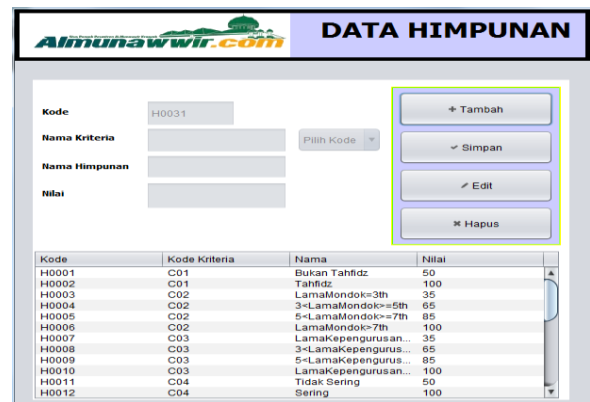 Almunawwir.com
DATA HIMPUNAN
Kode H0031
Nama Kriteria Pilih Kode
Nama Himpunan
Nilai
+ Tambah
✓ Simpan
Edit
✖ Hapus
Kode Kode Kriteria Nama Nilai
H0001 C01 Bukan Tahfidz 50
H0002 C01 Tahfidz 100
H0003 C02 LamaMondok=3th 35
H0004 C02 3<LamaMondok>=5th 65
H0005 C02 5<LamaMondok>=7th 85
H0006 C02 LamaMondok>7th 100
H0007 C03 LamaKepengurusan... 35
H0008 C03 3<LamaKepengurus... 65
H0009 C03 5<LamaKepengurus... 85
H0010 C03 LamaKepengurusan... 100
H0011 C04 Tidak Sering 50
H0012 C04 Sering 100